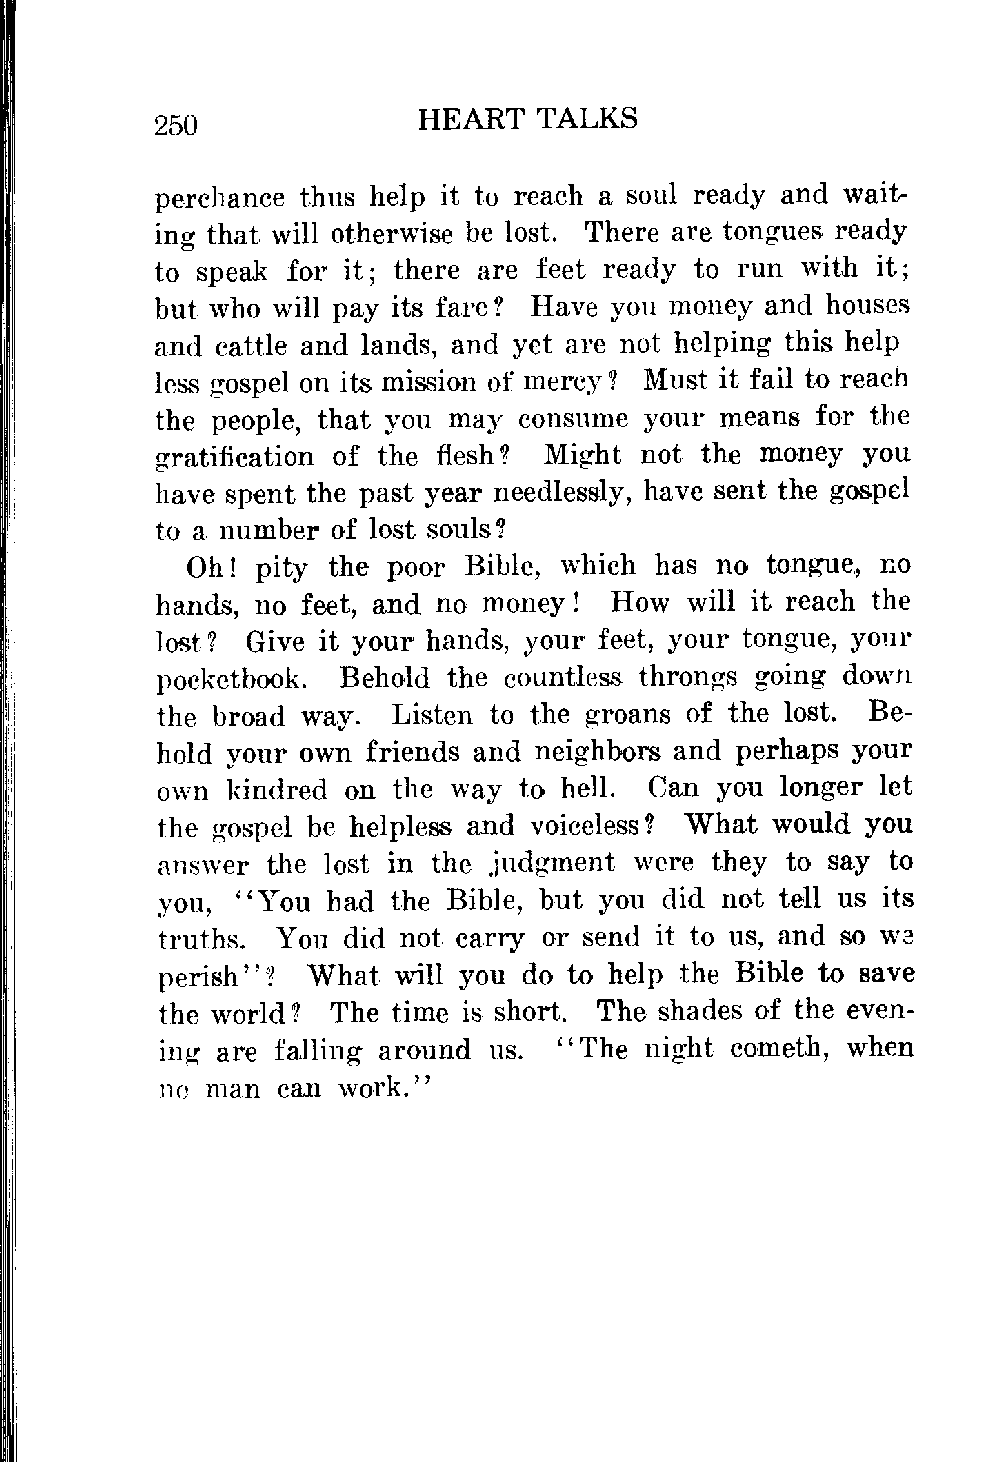 250 HEART TALKS
perchance thus help it to reach a soul ready and wait-
ing that will otherwise be lost. There are tongues ready
to speak for it; there are feet ready to run with it;
but who will pay its fare? Have you money and houses
and cattle and lands, and yet are not helping this help
less gospel on its mission of mercy? Must it fail to reach
the people, that you may consume your means for the
gratification of the flesh? Might not the money you
have spent the past year needlessly, have sent the gospel
to a number of lost souls?
Oh! pity the poor Bible, which has no tongue, no
hands, no feet, and no money! How will it reach the
lost? Give it your hands, your feet, your tongue, your
pocketbook. Behold the countless throngs going down
the broad way. Listen to the groans of the lost. Be-
hold your own friends and neighbors and perhaps your
own kindred on the way to hell. Can you longer let
the gospel be helpless and voiceless? What would you
answer the lost in the judgment were they to say to
you, "You had the Bible, but you did not tell us its
truths. You did not carry or send it to us, and so we
perish"? What will you do to help the Bible to save
the world? The time is short. The shades of the even-
ing are falling around us. "The night cometh, when
no man can work."